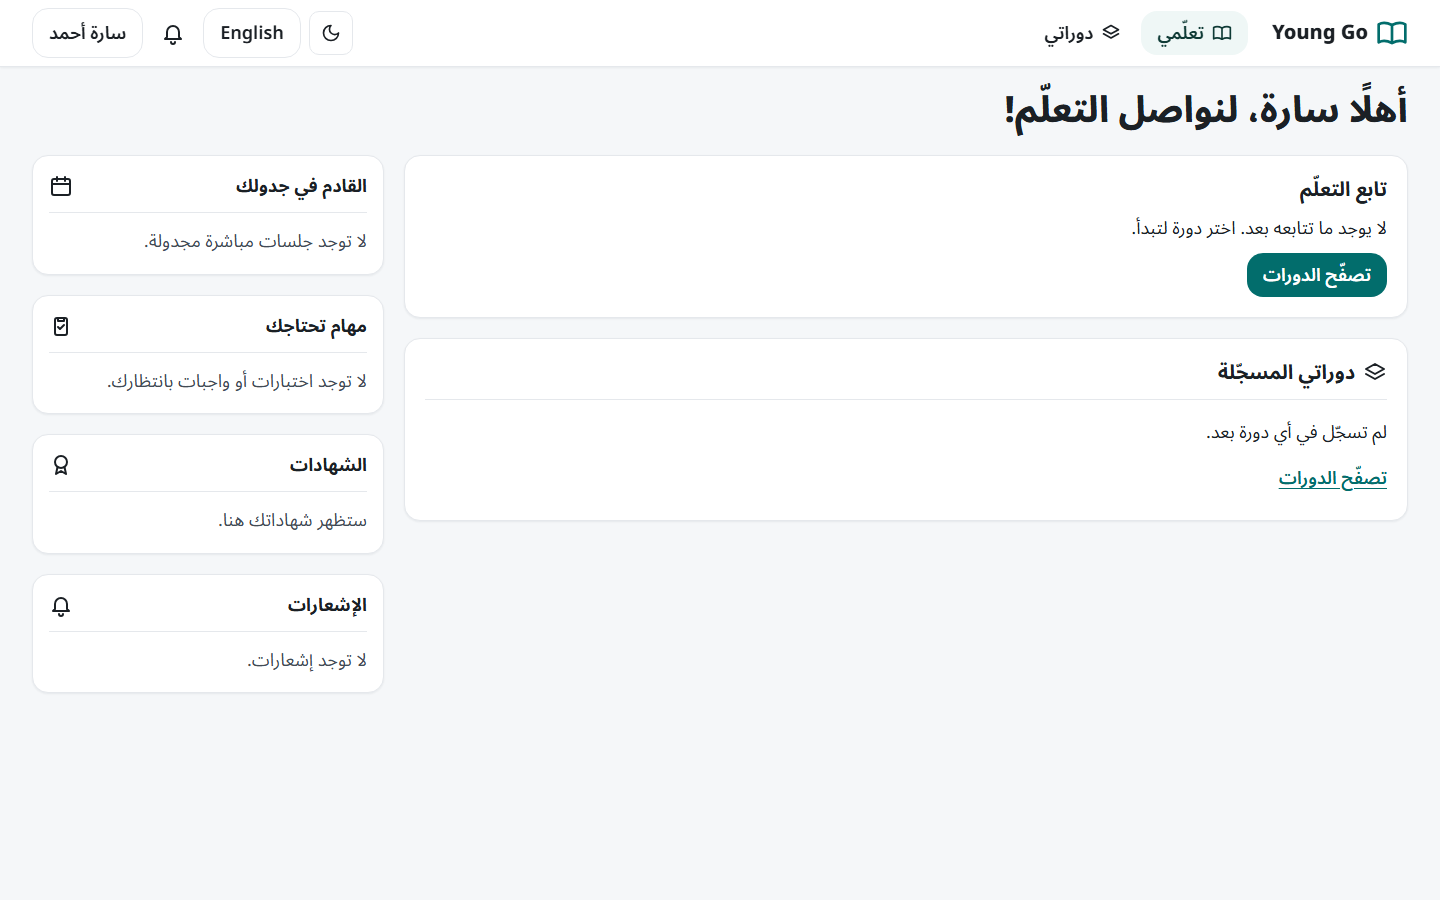 Young Go
تعلّمي
دوراتي
English
سارة أحمد
أهلًا سارة، لنواصل التعلّم!
تابع التعلّم
لا يوجد ما تتابعه بعد. اختر دورة لتبدأ.
تصفّح الدورات
دوراتي المسجّلة
لم تسجّل في أي دورة بعد.
تصفّح الدورات
القادم في جدولك
لا توجد جلسات مباشرة مجدولة.
مهام تحتاجك
لا توجد اختبارات أو واجبات بانتظارك.
الشهادات
ستظهر شهاداتك هنا.
الإشعارات
لا توجد إشعارات.